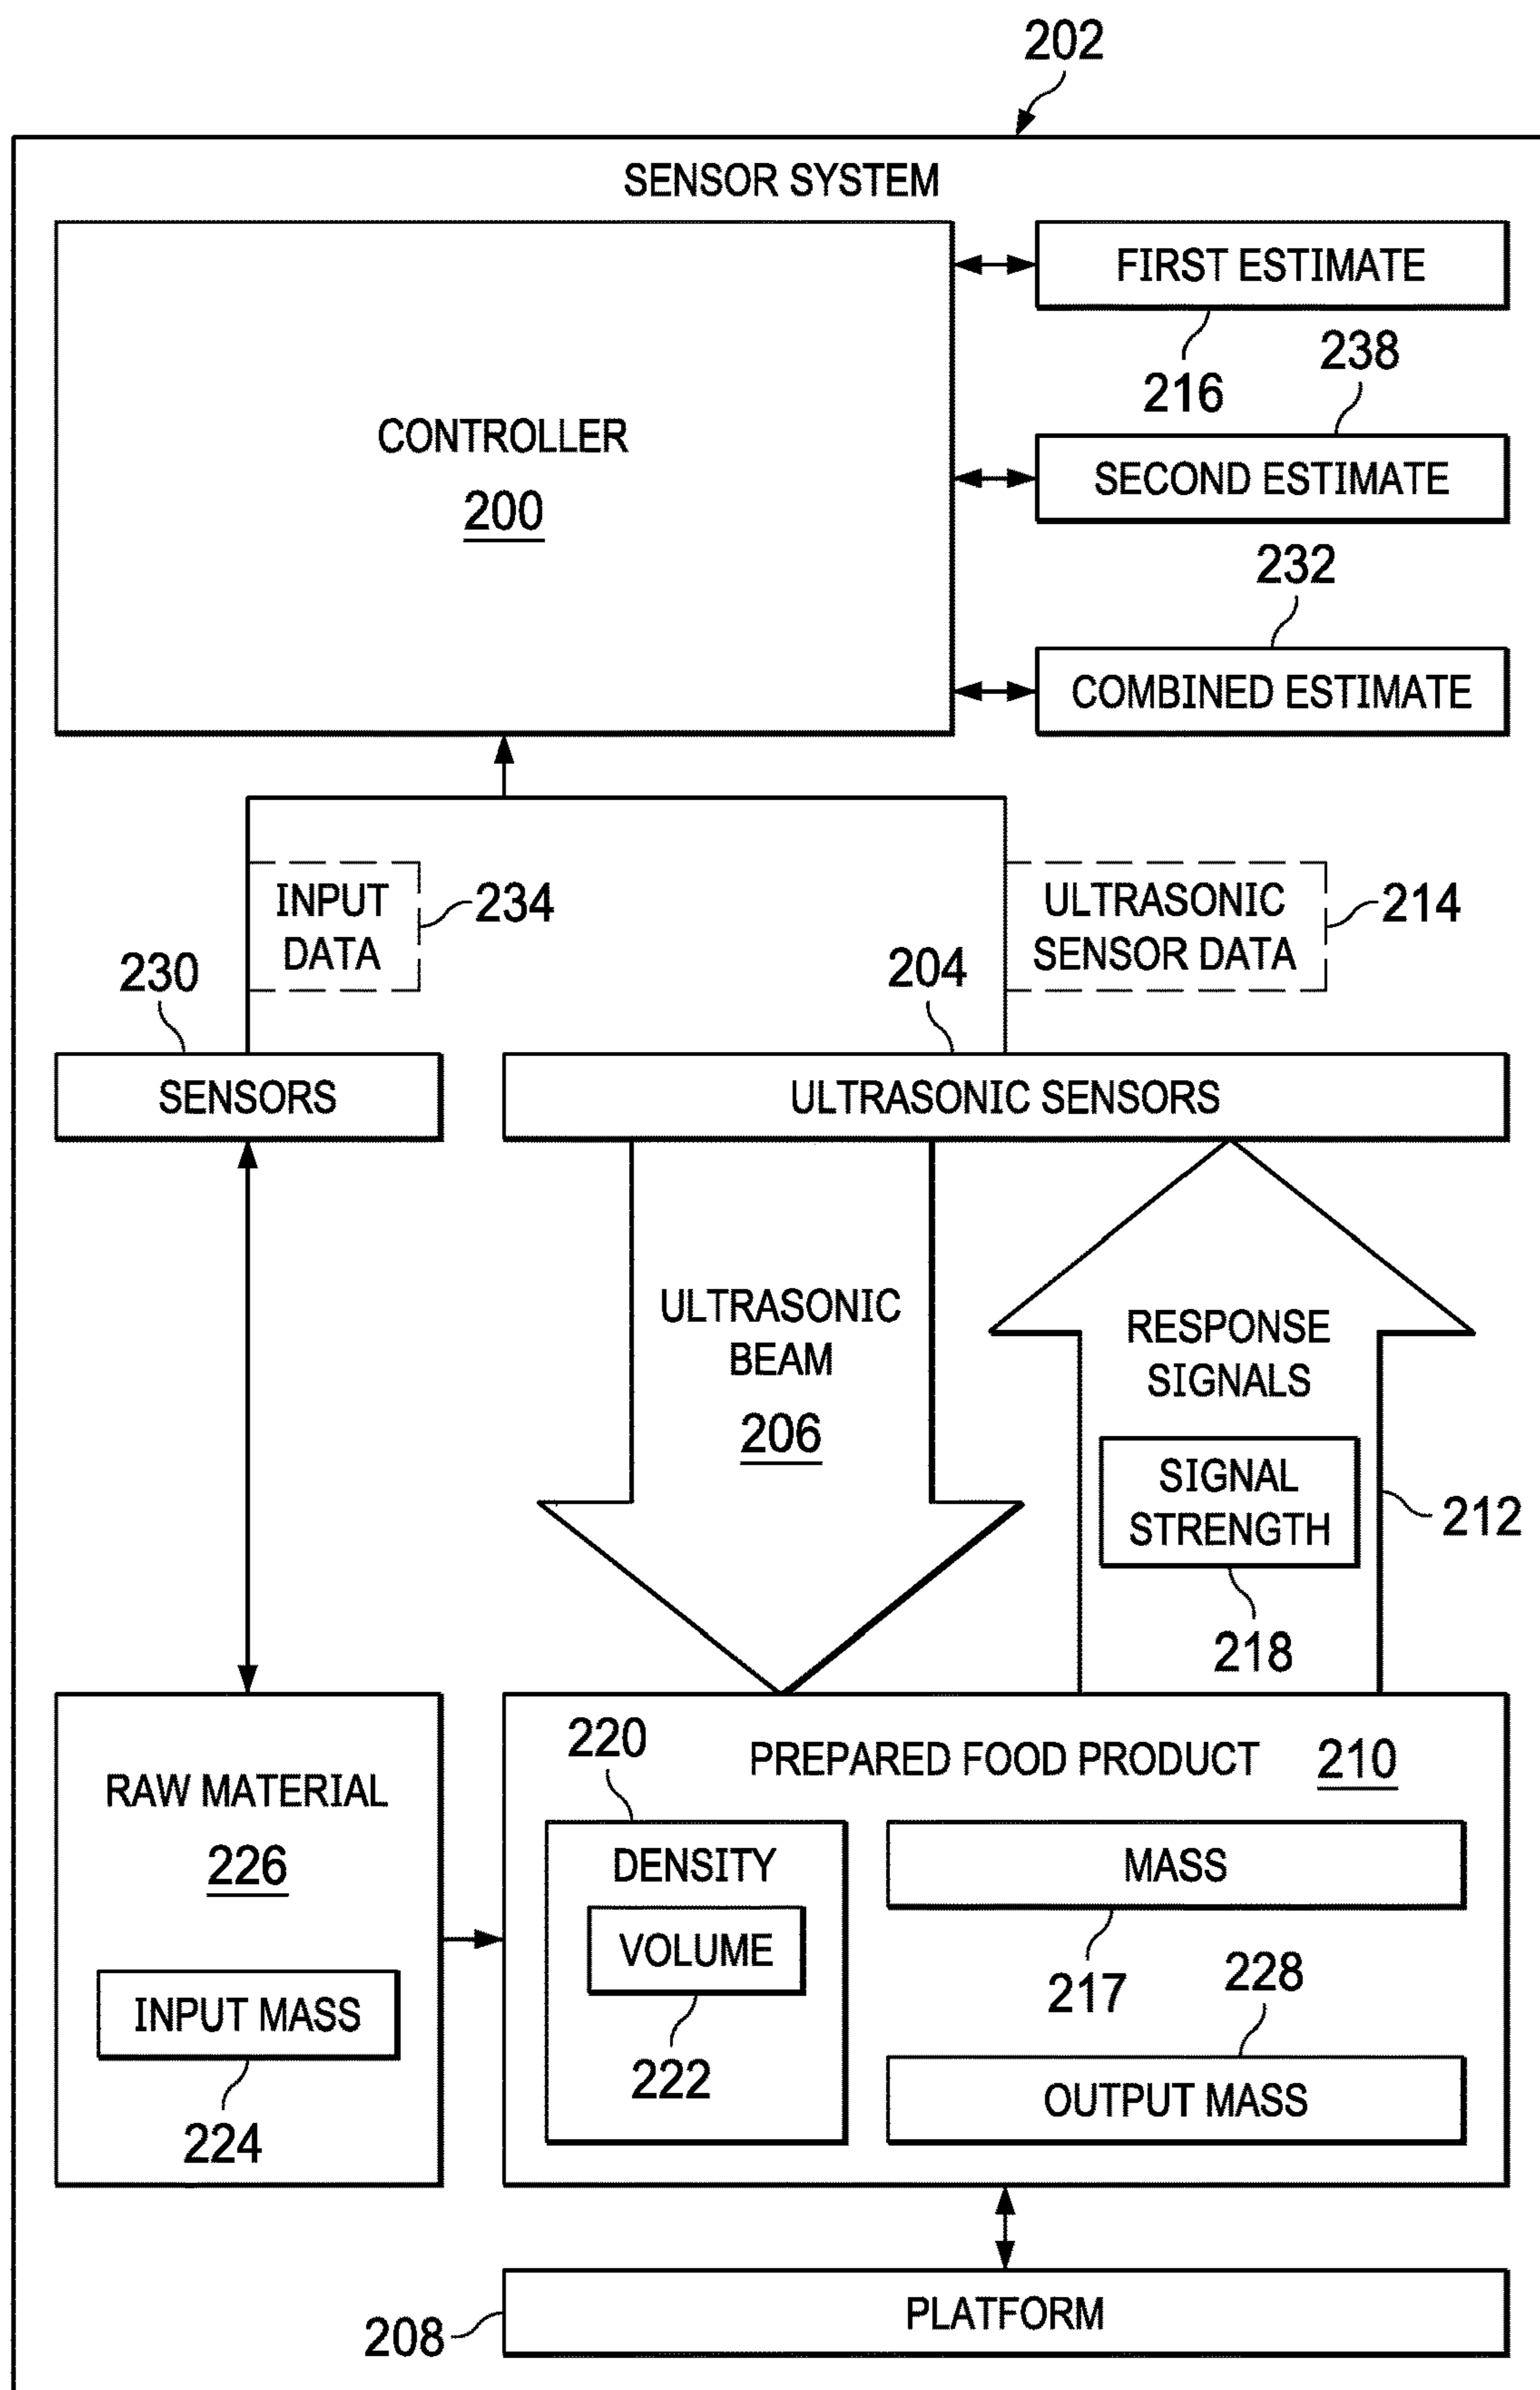 202
SENSOR SYSTEM
CONTROLLER
200
FIRST ESTIMATE
216
238
SECOND ESTIMATE
232
COMBINED ESTIMATE
INPUT
DATA
234
ULTRASONIC
SENSOR DATA
214
230
204
SENSORS
ULTRASONIC SENSORS
ULTRASONIC
BEAM
206
RESPONSE
SIGNALS
SIGNAL
STRENGTH
212
218
RAW MATERIAL
226
INPUT MASS
224
220
PREPARED FOOD PRODUCT
210
DENSITY
VOLUME
222
MASS
217
228
OUTPUT MASS
208
PLATFORM